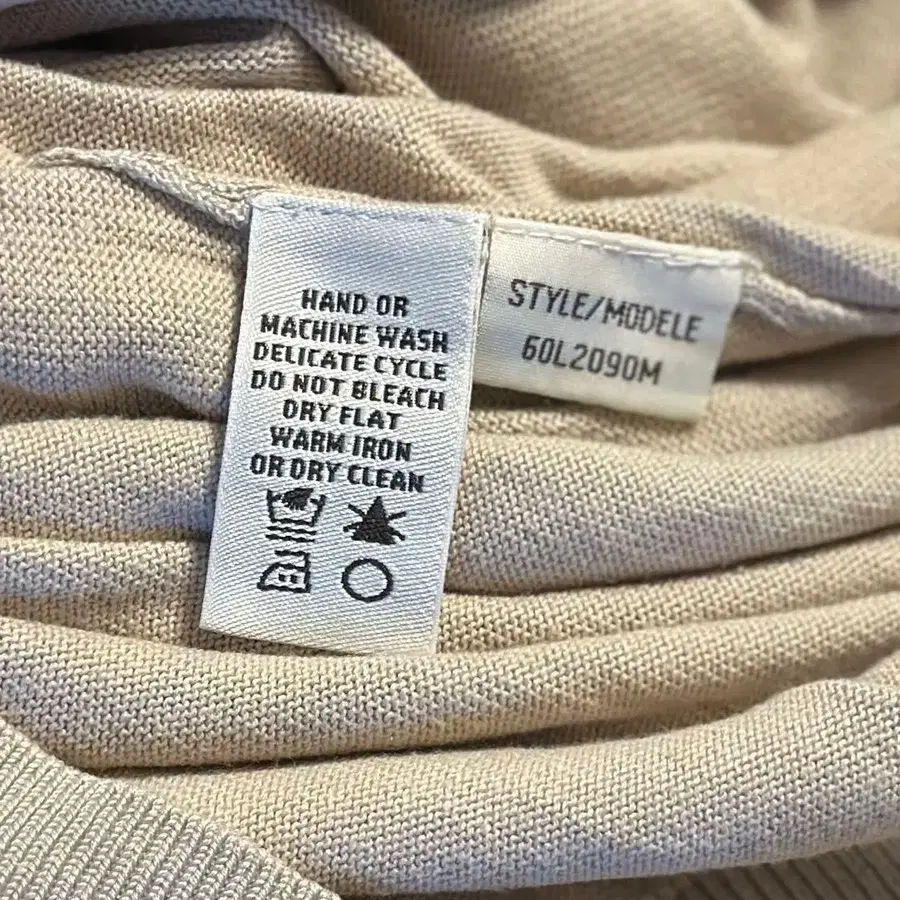 HAND OR
MACHINE WASH
DELICATE CYCLE
DO NOT BLEACH
DRY FLAT
WARM IRON
OR DRY CLEAN
STYLE/MODELE
60L2090M